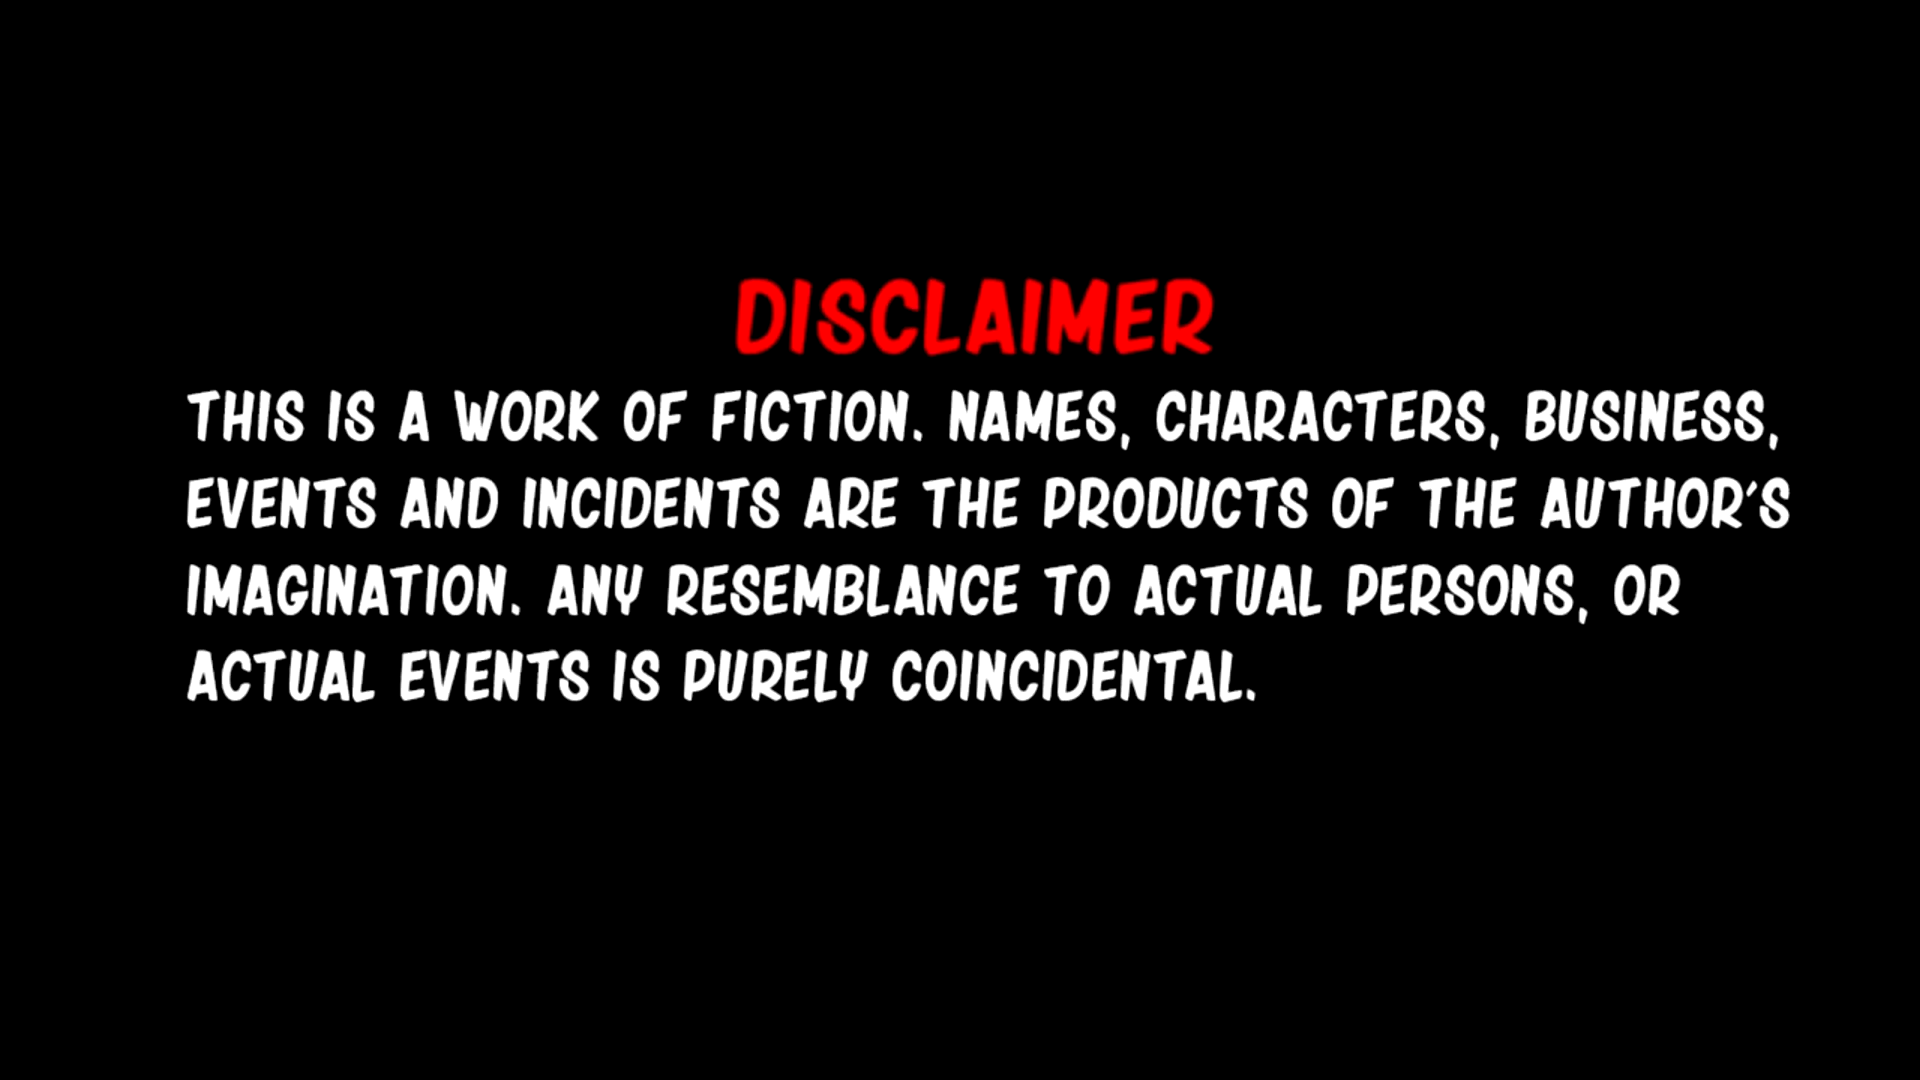 DISCLAIMER
THIS IS A WORK OF FICTION. NAMES, CHARACTERS, BUSINESS,
EVENTS AND INCIDENTS ARE THE PRODUCTS OF THE AUTHOR'S
IMAGINATION. ANY RESEMBLANCE TO ACTUAL PERSONS, OR
ACTUAL EVENTS IS PURELY COINCIDENTAL.